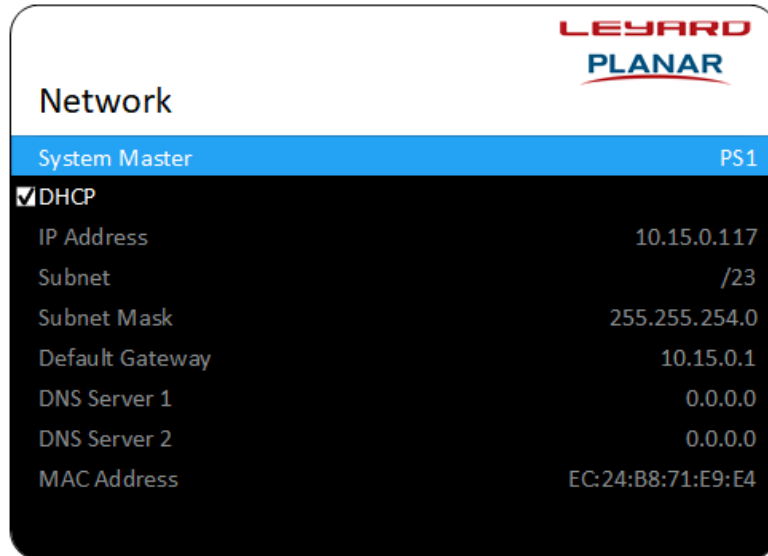 LEYARD
PLANAR
Network
System Master PS1
DHCP
IP Address 10.15.0.117
Subnet /23
Subnet Mask 255.255.254.0
Default Gateway 10.15.0.1
DNS Server 1 0.0.0.0
DNS Server 2 0.0.0.0
MAC Address EC:24:B8:71:E9:E4